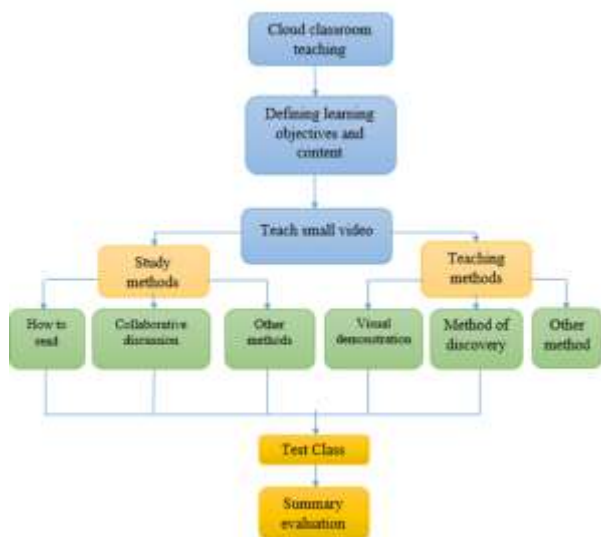 Cloud classroom
teaching
Defining learning
objectives and
content
Teach small video
Study
methods
Teaching
methods
How to
read
Collaborative
discussion
Other
methods
Visual
demonstration
Method of
discovery
Other
method
Test Class
Summary
evaluation